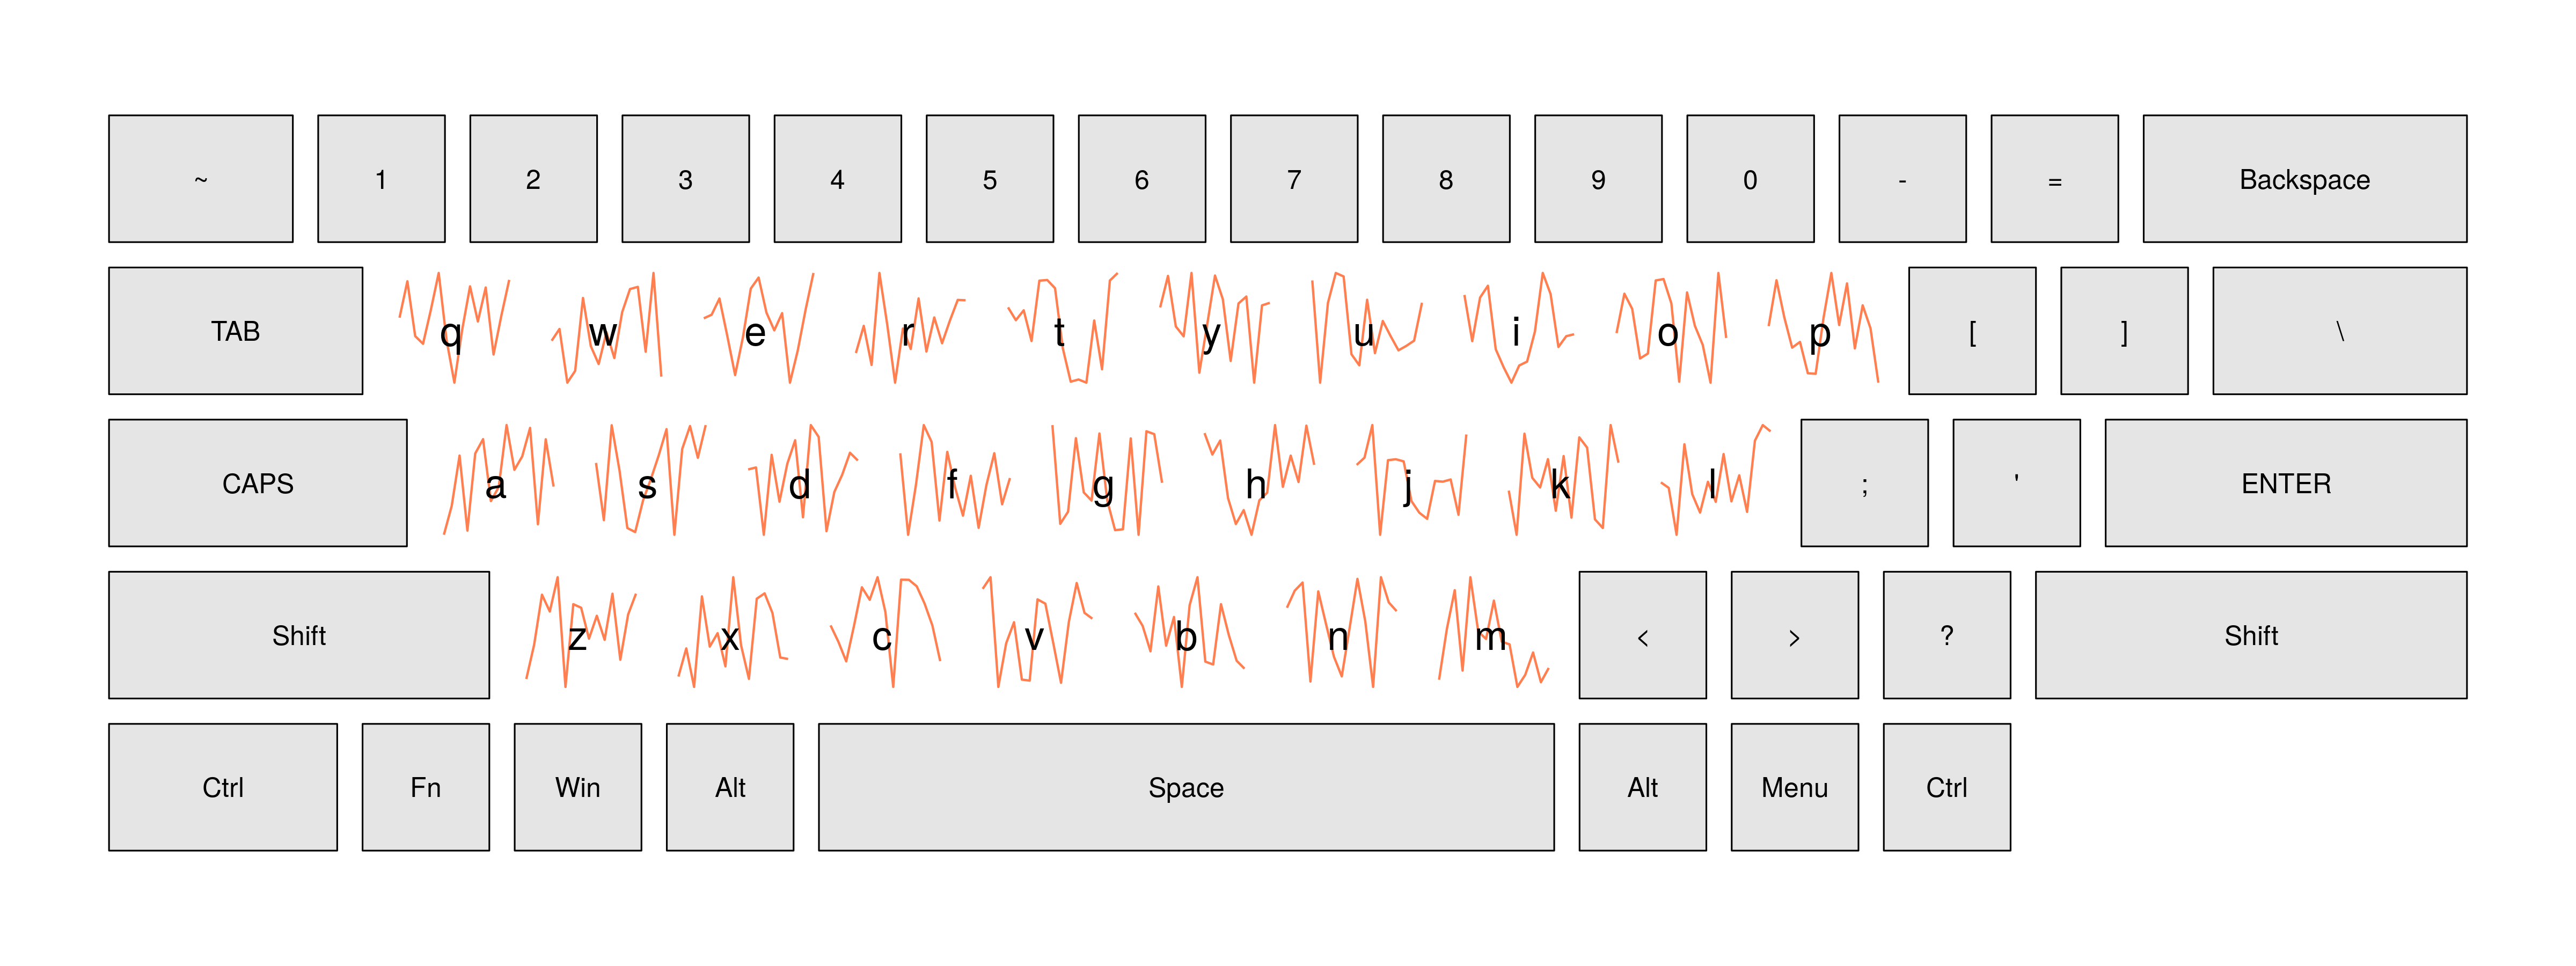 ~ 1 2 3 4 5 6 7 8 9 0 - = Backspace
TAB q w e r t y u i o p [ ] \
CAPS a s d f g h j k l ; ' ENTER
Shift z x c v b n m < > ? Shift
Ctrl Fn Win Alt Space Alt Menu Ctrl